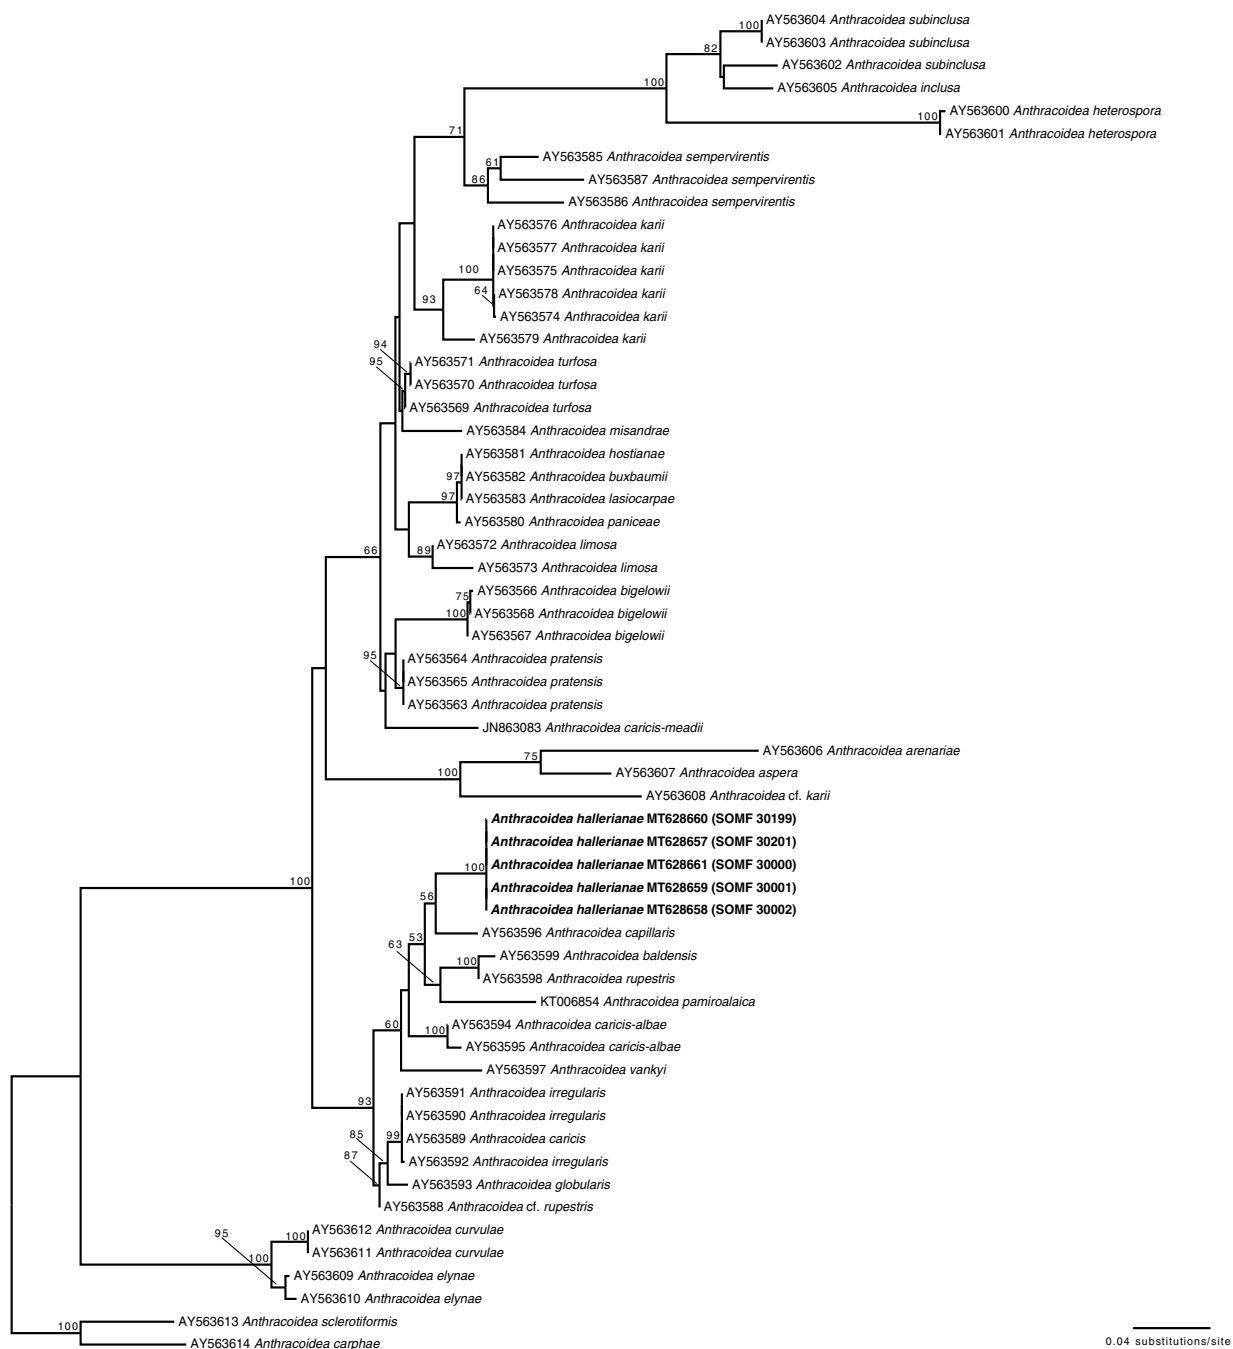 100
AY563604 Anthracoidea subinclusa
AY563603 Anthracoidea subinclusa
82
AY563602 Anthracoidea subinclusa
100
AY563605 Anthracoidea inclusa
AY563600 Anthracoidea heterospora
100
AY563601 Anthracoidea heterospora
71
AY563585 Anthracoidea sempervirentis
61
AY563587 Anthracoidea sempervirentis
86
AY563586 Anthracoidea sempervirentis
AY563576 Anthracoidea karii
AY563577 Anthracoidea karii
100
AY563575 Anthracoidea karii
64
AY563578 Anthracoidea karii
93
AY563574 Anthracoidea karii
AY563579 Anthracoidea karii
94
95
AY563571 Anthracoidea turfosa
AY563570 Anthracoidea turfosa
AY563569 Anthracoidea turfosa
AY563584 Anthracoidea misandrae
AY563581 Anthracoidea hostianae
97
AY563582 Anthracoidea buxbaumii
97
AY563583 Anthracoidea lasiocarpae
AY563580 Anthracoidea paniceae
66
89
AY563572 Anthracoidea limosa
AY563573 Anthracoidea limosa
75
AY563566 Anthracoidea bigelowii
100
AY563568 Anthracoidea bigelowii
AY563567 Anthracoidea bigelowii
95
AY563564 Anthracoidea pratensis
AY563565 Anthracoidea pratensis
AY563563 Anthracoidea pratensis
JN863083 Anthracoidea caricis-meadii
AY563606 Anthracoidea arenariae
75
100
AY563607 Anthracoidea aspera
AY563608 Anthracoidea cf. karii
Anthracoidea hallerianae MT628660 (SOMF 30199)
Anthracoidea hallerianae MT628657 (SOMF 30201)
100
Anthracoidea hallerianae MT628661 (SOMF 30000)
100
Anthracoidea hallerianae MT628659 (SOMF 30001)
56
Anthracoidea hallerianae MT628658 (SOMF 30002)
AY563596 Anthracoidea capillaris
53
63
AY563599 Anthracoidea baldensis
100
AY563598 Anthracoidea rupestris
KT006854 Anthracoidea pamiroalaica
60
AY563594 Anthracoidea caricis-albae
100
AY563595 Anthracoidea caricis-albae
AY563597 Anthracoidea vankyi
93
AY563591 Anthracoidea irregularis
AY563590 Anthracoidea irregularis
85
99
AY563589 Anthracoidea caricis
87
AY563592 Anthracoidea irregularis
AY563593 Anthracoidea globularis
AY563588 Anthracoidea cf. rupestris
95
100
AY563612 Anthracoidea curvulae
100
AY563611 Anthracoidea curvulae
AY563609 Anthracoidea elynae
AY563610 Anthracoidea elynae
100
AY563613 Anthracoidea sclerotiformis
AY563614 Anthracoidea carphae
0.04 substitutions/site